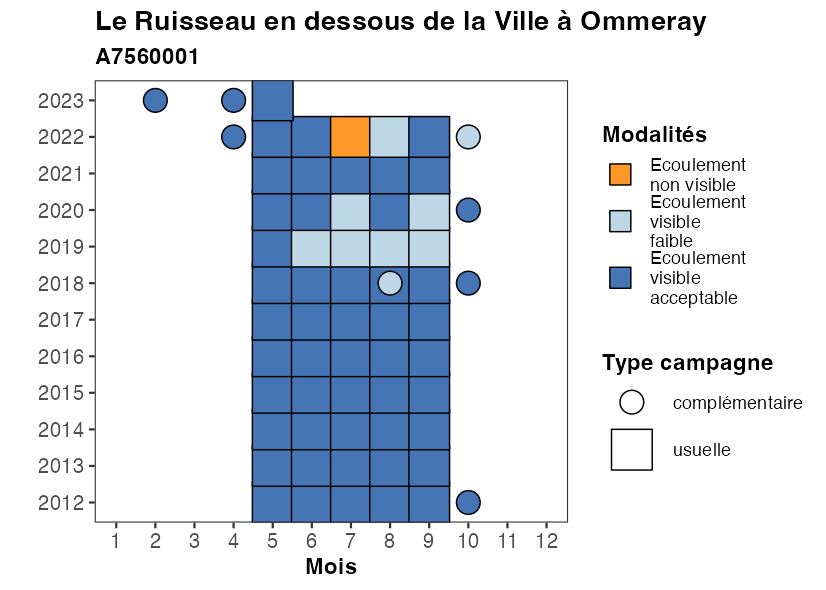 Le Ruisseau en dessous de la Ville à Ommeray
A7560001
2023
2022
2021
2020
2019
2018
2017
2016
2015
2014
2013
2012
1 2 3 4 5 6 7 8 9 10 11 12
Mois
Modalités
Ecoulement
non visible
Ecoulement
visible
faible
Ecoulement
visible
acceptable
Type campagne
complémentaire
usuelle